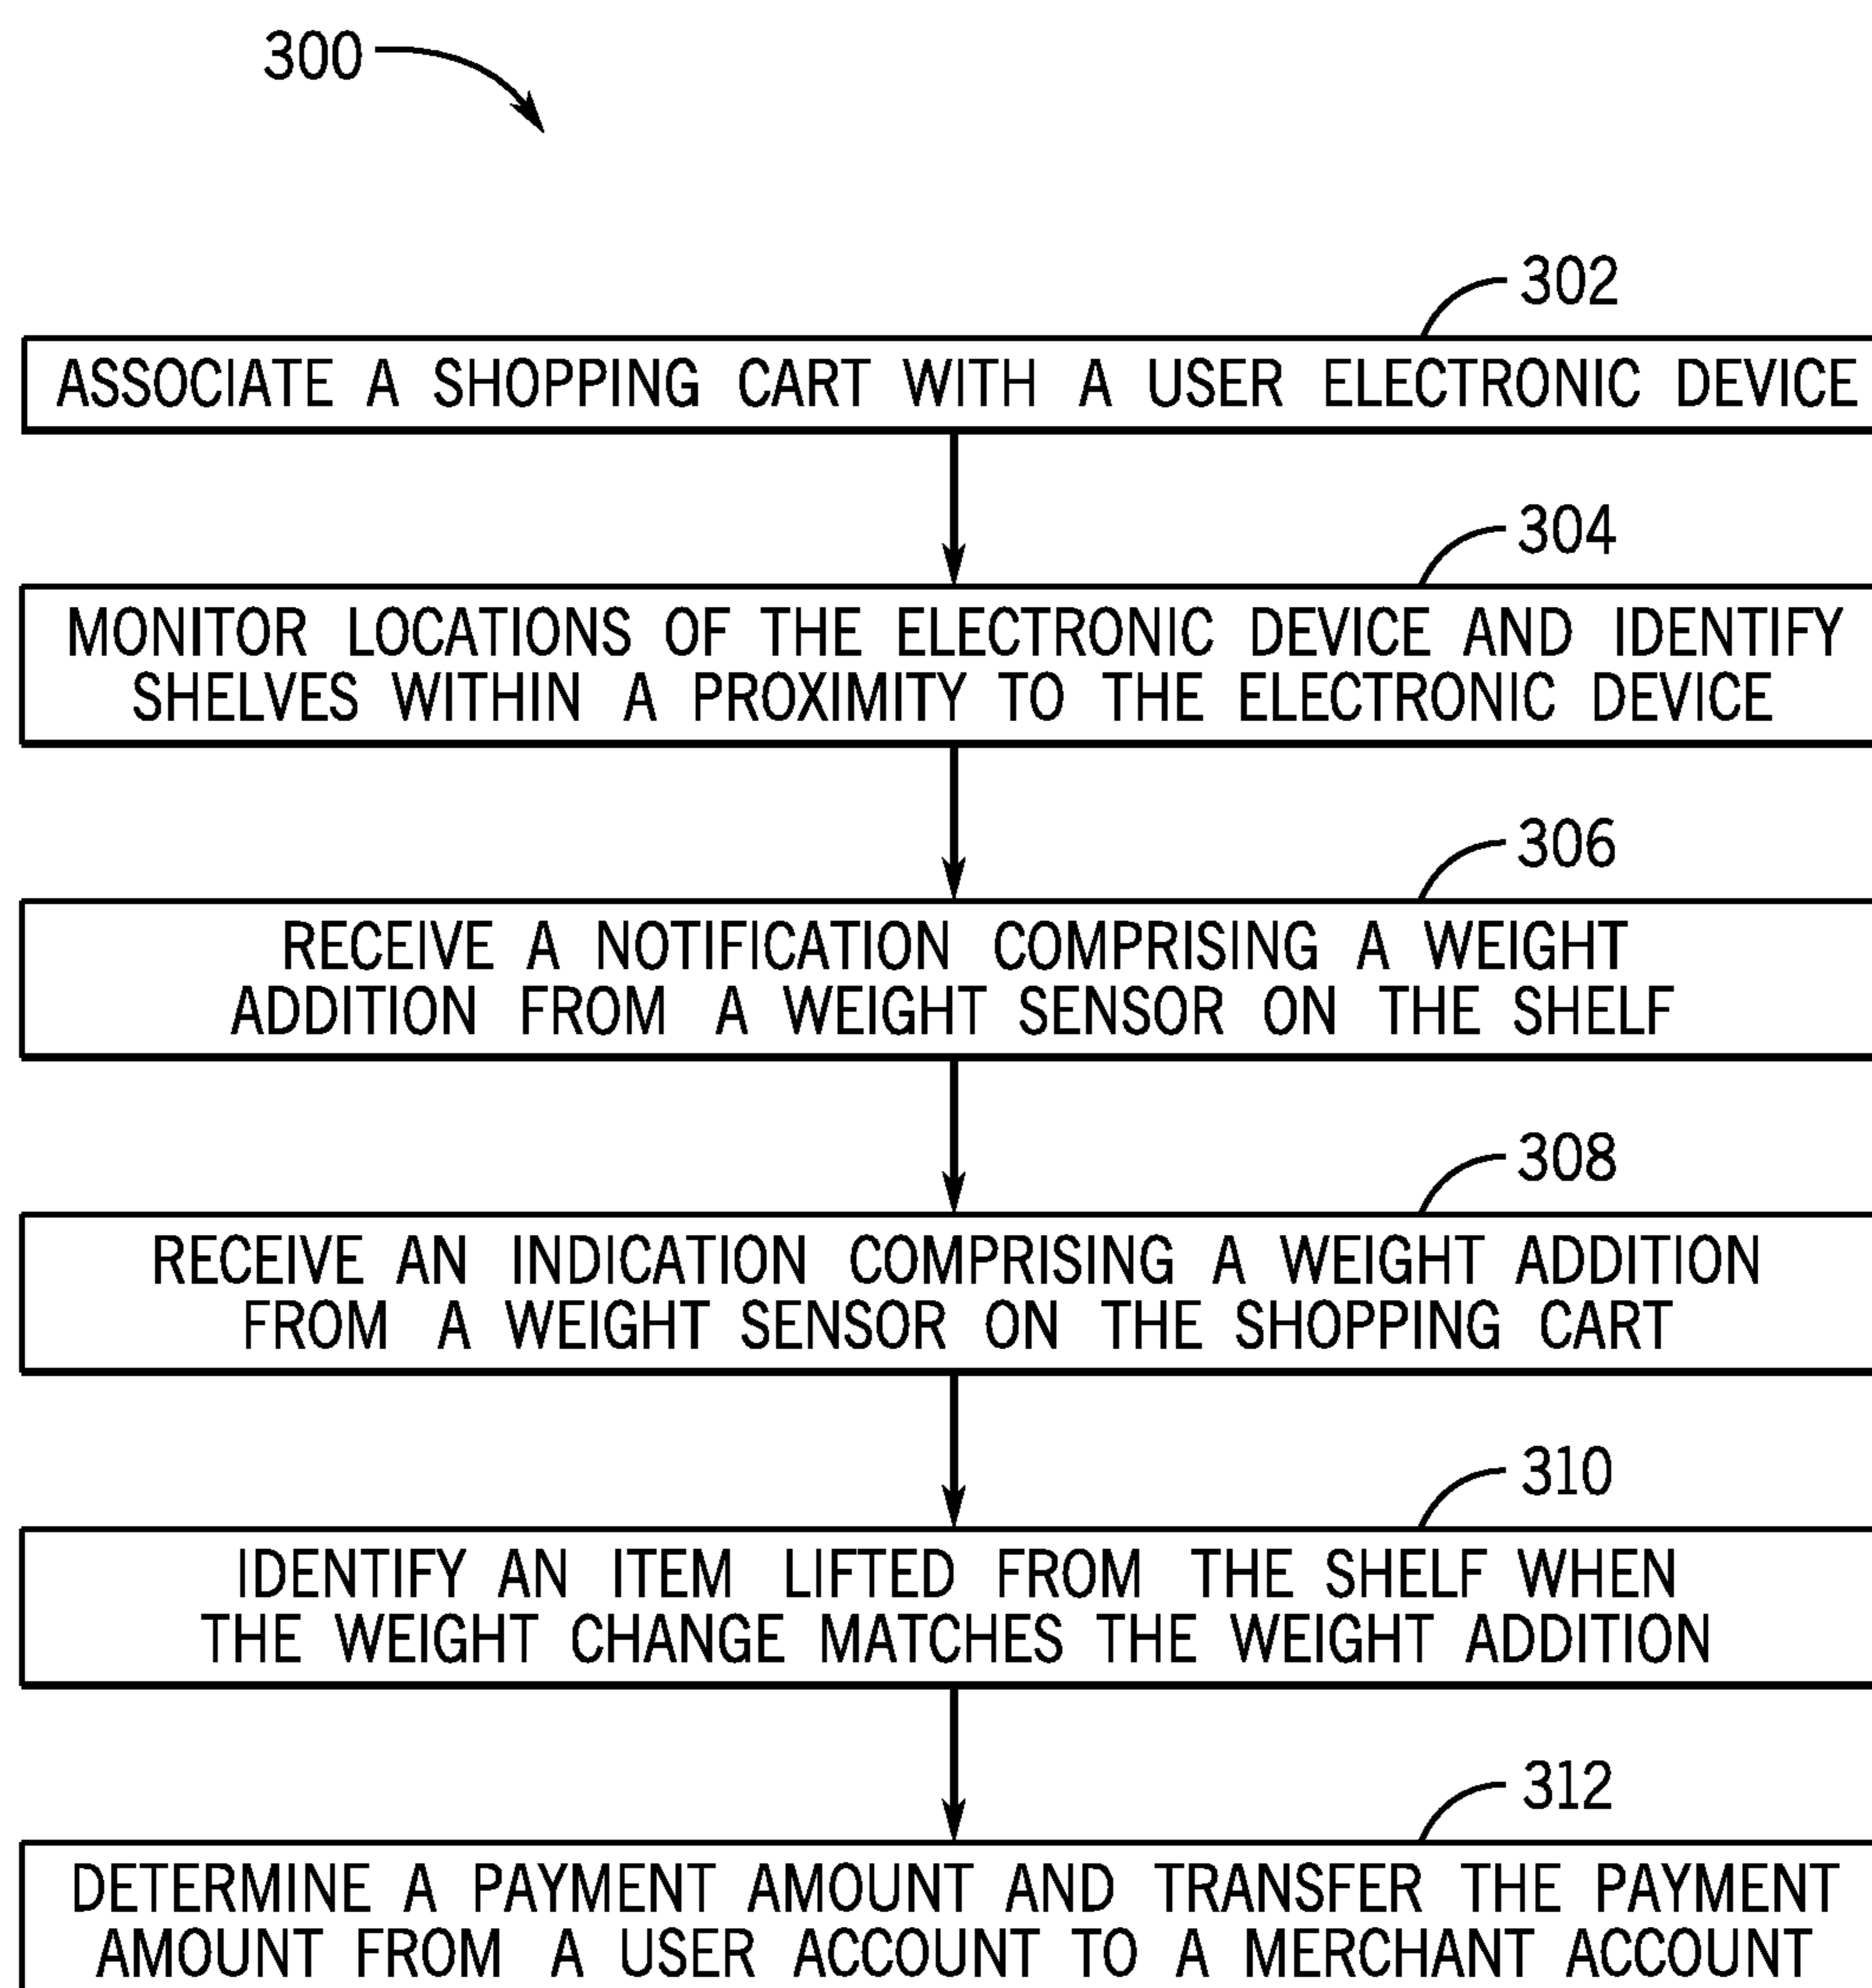 300
302
ASSOCIATE A SHOPPING CART WITH A USER ELECTRONIC DEVICE
304
MONITOR LOCATIONS OF THE ELECTRONIC DEVICE AND IDENTIFY
SHELVES WITHIN A PROXIMITY TO THE ELECTRONIC DEVICE
306
RECEIVE A NOTIFICATION COMPRISING A WEIGHT
ADDITION FROM A WEIGHT SENSOR ON THE SHELF
308
RECEIVE AN INDICATION COMPRISING A WEIGHT ADDITION
FROM A WEIGHT SENSOR ON THE SHOPPING CART
310
IDENTIFY AN ITEM LIFTED FROM THE SHELF WHEN
THE WEIGHT CHANGE MATCHES THE WEIGHT ADDITION
312
DETERMINE A PAYMENT AMOUNT AND TRANSFER THE PAYMENT
AMOUNT FROM A USER ACCOUNT TO A MERCHANT ACCOUNT